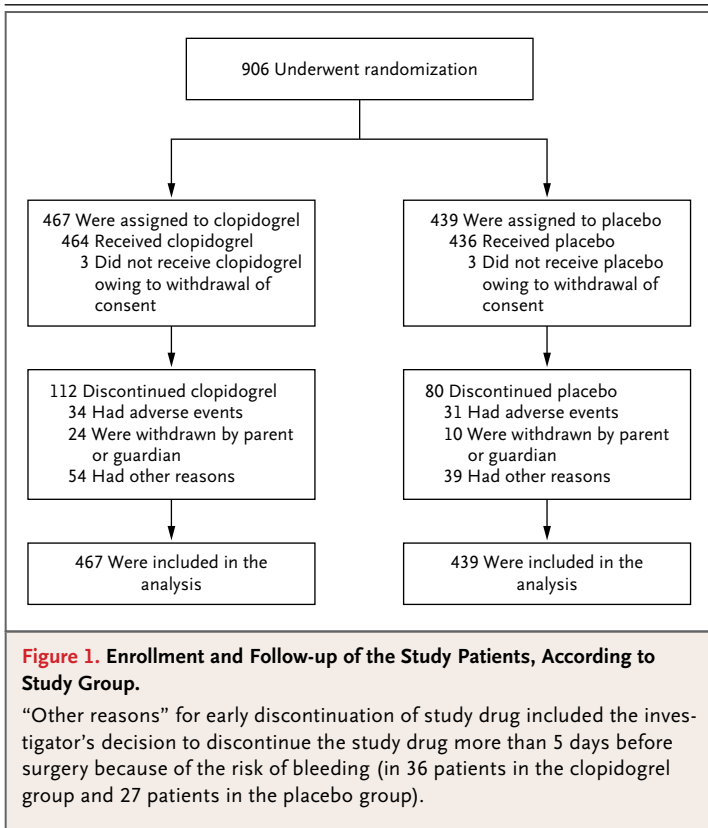 906 Underwent randomization
467 Were assigned to clopidogrel
464 Received clopidogrel
3 Did not receive clopidogrel
owing to withdrawal of
consent
439 Were assigned to placebo
436 Received placebo
3 Did not receive placebo
owing to withdrawal of
consent
112 Discontinued clopidogrel
34 Had adverse events
24 Were withdrawn by parent
or guardian
54 Had other reasons
80 Discontinued placebo
31 Had adverse events
10 Were withdrawn by parent
or guardian
39 Had other reasons
467 Were included in the
analysis
439 Were included in the
analysis
Figure 1. Enrollment and Follow-up of the Study Patients, According to
Study Group.
“Other reasons” for early discontinuation of study drug included the inves-
tigator’s decision to discontinue the study drug more than 5 days before
surgery because of the risk of bleeding (in 36 patients in the clopidogrel
group and 27 patients in the placebo group).